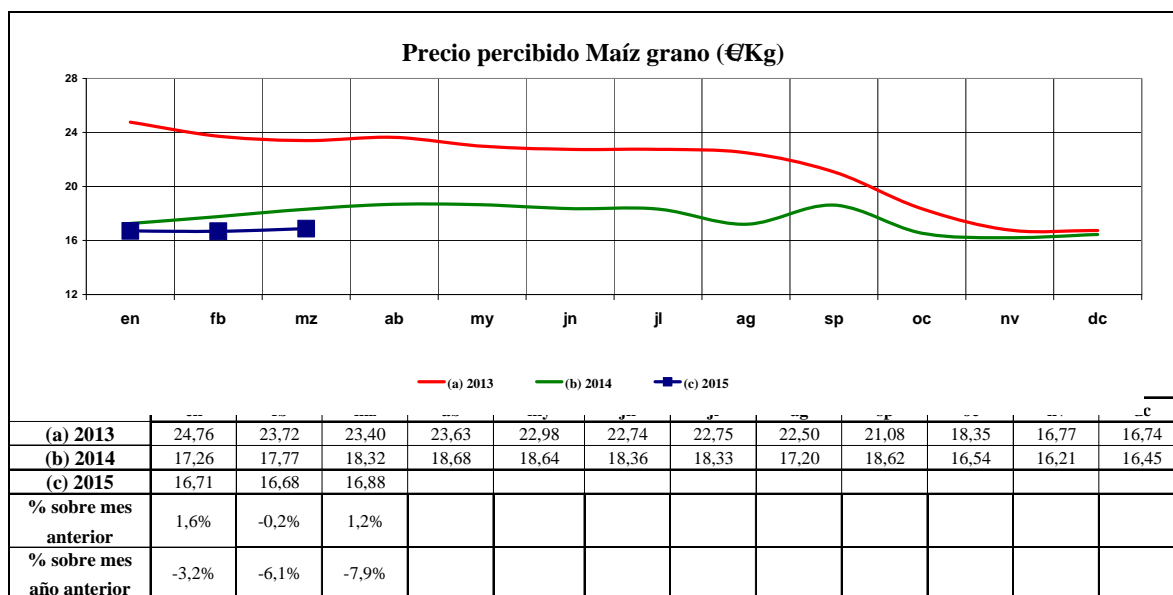 Precio percibido Maíz grano (€/Kg)
28
24
20
16
12
en fb mz ab my jn jl ag sp oc nv dc
(a) 2013 (b) 2014 (c) 2015
(a) 2013 24,76 23,72 23,40 23,63 22,98 22,74 22,75 22,50 21,08 18,35 16,77 16,74
(b) 2014 17,26 17,77 18,32 18,68 18,64 18,36 18,33 17,20 18,62 16,54 16,21 16,45
(c) 2015 16,71 16,68 16,88
% sobre mes
anterior 1,6% -0,2% 1,2%
% sobre mes
año anterior -3,2% -6,1% -7,9%